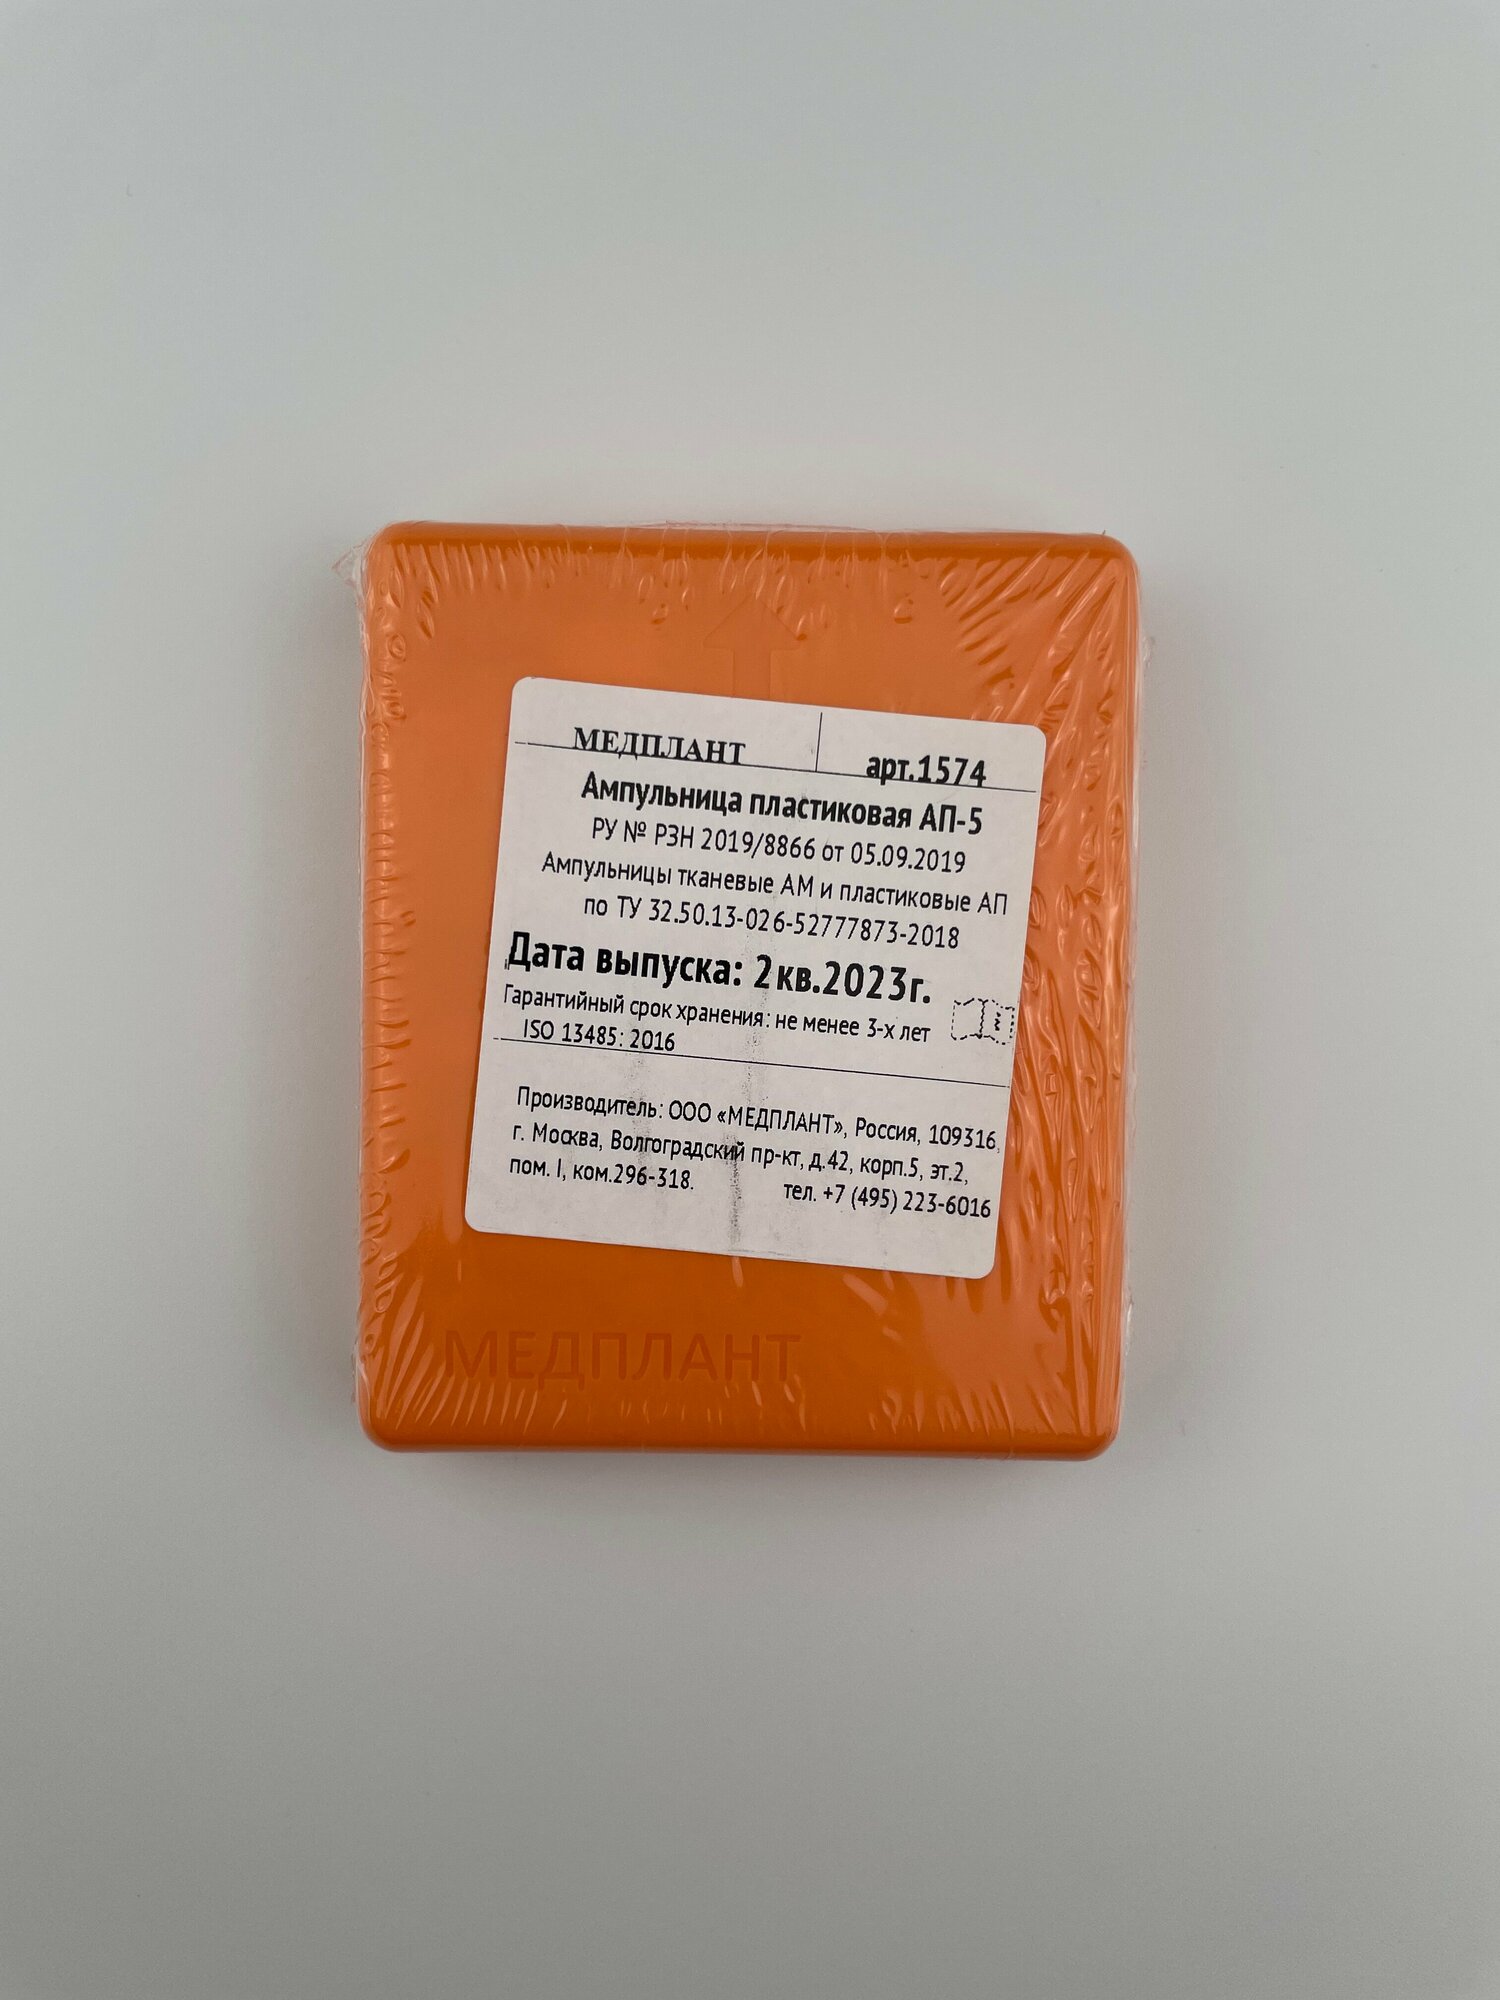 МЕДПЛАНТ арт.1574
Ампульница пластиковая АП-5
РУ № РЗН 2019/8866 от 05.09.2019
Ампульницы тканевые АМ и пластиковые АП
по ТУ 32.50.13-026-52777873-2018
Дата выпуска: 2кв.2023г.
Гарантийный срок хранения: не менее 3-х лет
ISO 13485: 2016
Производитель: ООО «МЕДПЛАНТ», Россия, 109316,
г. Москва, Волгоградский пр-кт, д.42, корп.5, эт.2,
пом. I, ком.296-318. тел. +7 (495) 223-6016
МЕДПЛАНТ